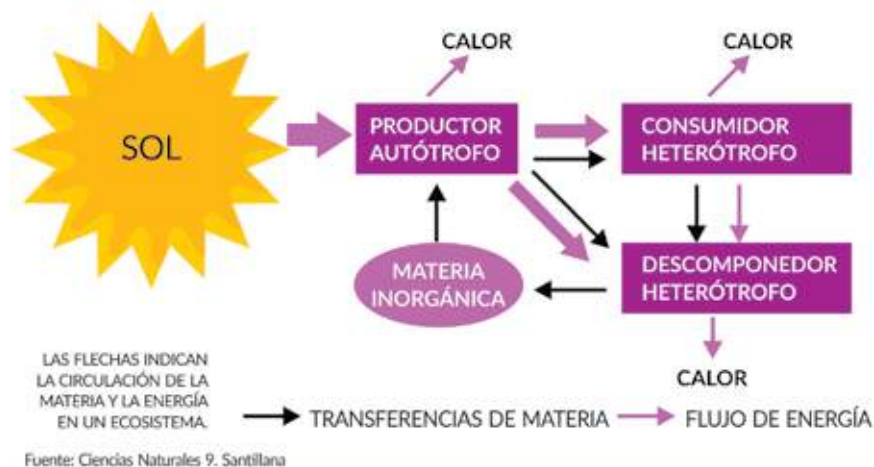 CALOR
CALOR
SOL
PRODUCTOR
AUTÓTROFO
CONSUMIDOR
HETERÓTROFO
MATERIA
INORGÁNICA
DESCOMPONEDOR
HETERÓTROFO
CALOR
LAS FLECHAS INDICAN
LA CIRCULACIÓN DE LA
MATERIA Y LA ENERGÍA
EN UN ECOSISTEMA.
TRANSFERENCIAS DE MATERIA
FLUJO DE ENERGÍA
Fuente: Ciencias Naturales 9. Santillana